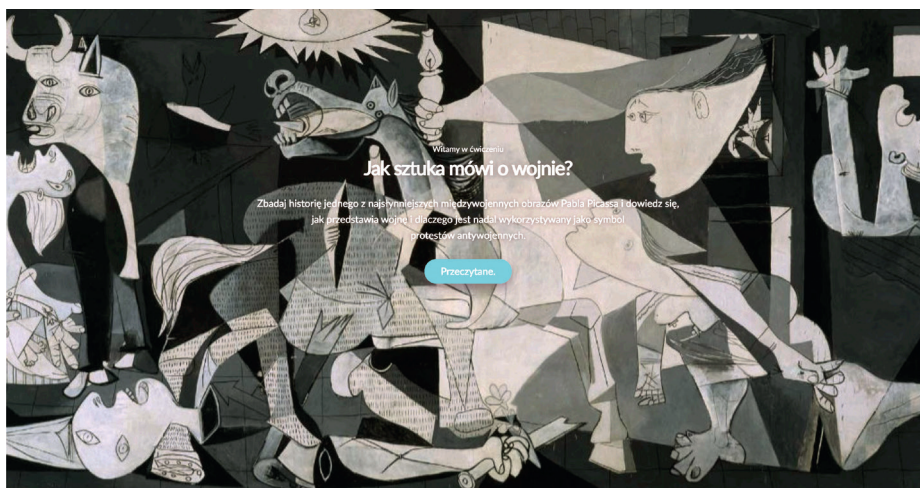 Witamy w ćwiczeniu
Jak sztuka mówi o wojnie?
Zbadaj historię jednego z najsłynniejszych międzywojennych obrazów Pabla Picassa i dowiedz się,
jak przedstawia wojnę i dlaczego jest nadal wykorzystywany jako symbol
protestów antywojennych.
Przeczytane.